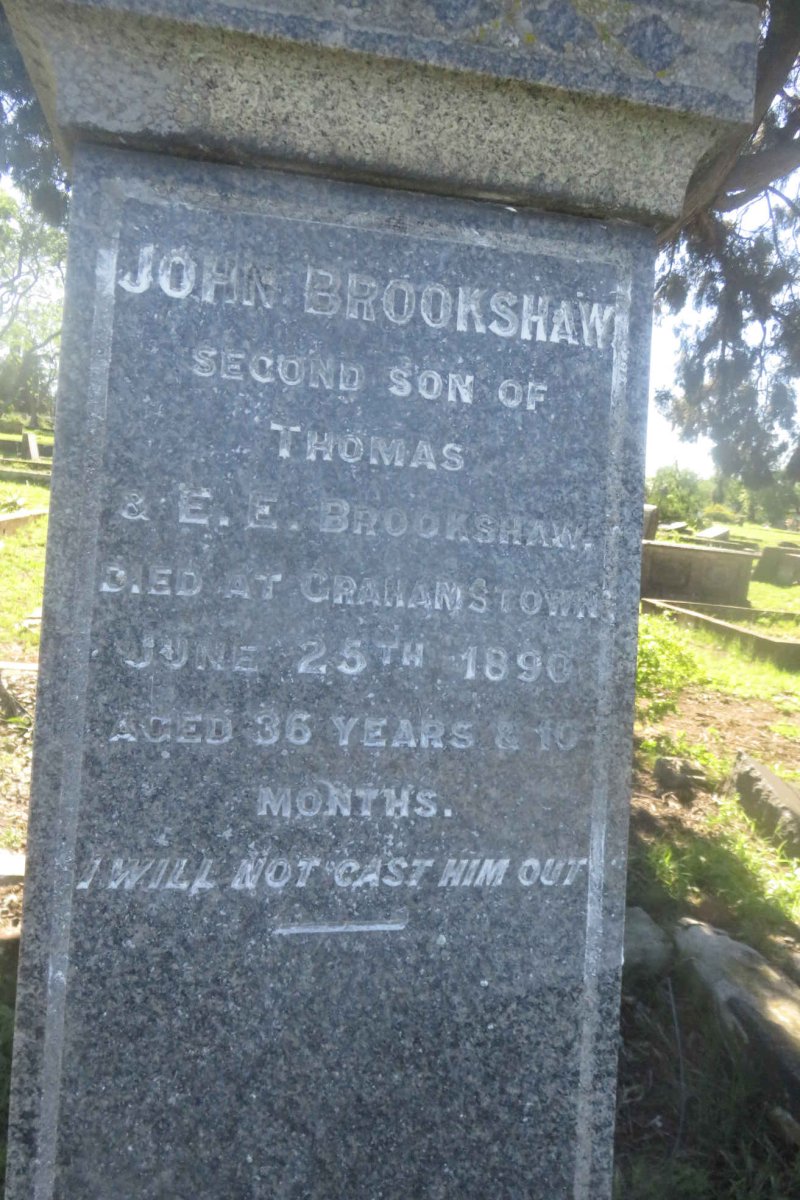 JOHN BROOKSHAW
SECOND SON OF
THOMAS
& E. E. BROOKSHAW,
DIED AT GRAHAMSTOWN
JUNE 25TH 1890
AGED 36 YEARS & 10
MONTHS.
I WILL NOT CAST HIM OUT